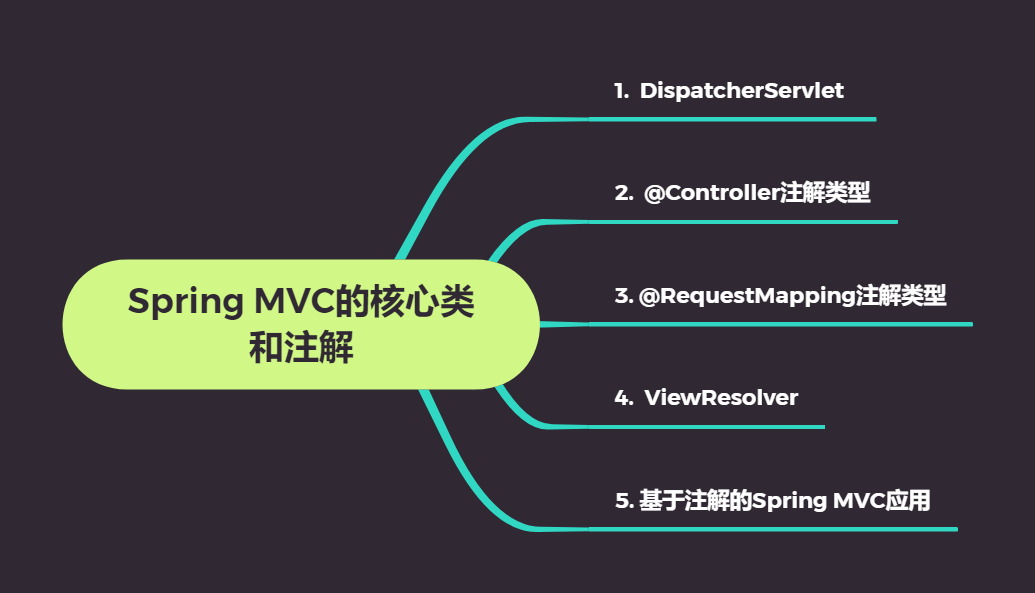 Spring MVC的核心类
和注解
1. DispatcherServlet
2. @Controller注解类型
3. @RequestMapping注解类型
4. ViewResolver
5. 基于注解的Spring MVC应用